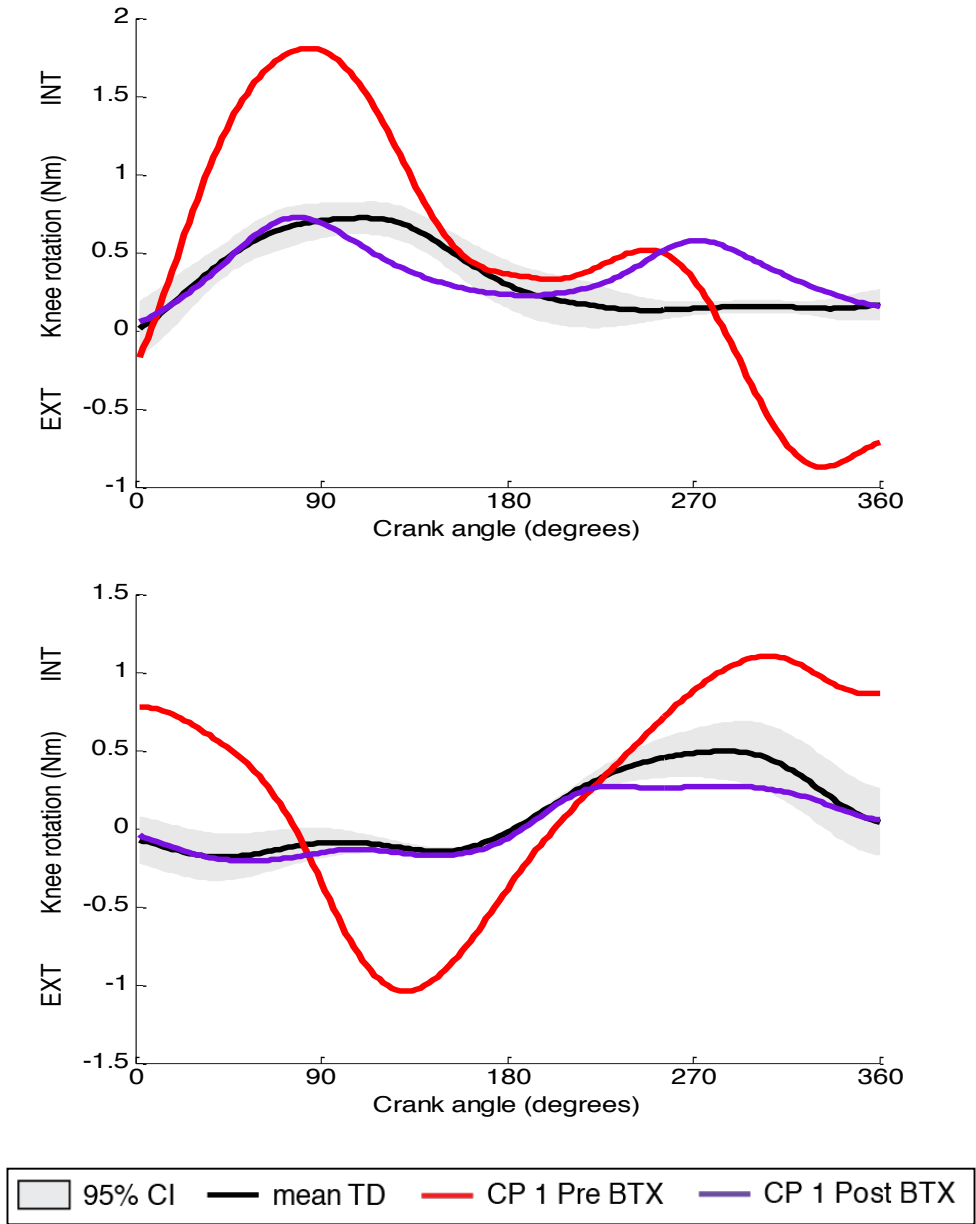 2
1.5
1
0.5
0
-0.5
-1
EXT Knee rotation (Nm) INT
0 90 180 270 360
Crank angle (degrees)
1.5
1
0.5
0
-0.5
-1
-1.5
EXT Knee rotation (Nm) INT
0 90 180 270 360
Crank angle (degrees)
95% CI mean TD CP 1 Pre BTX CP 1 Post BTX